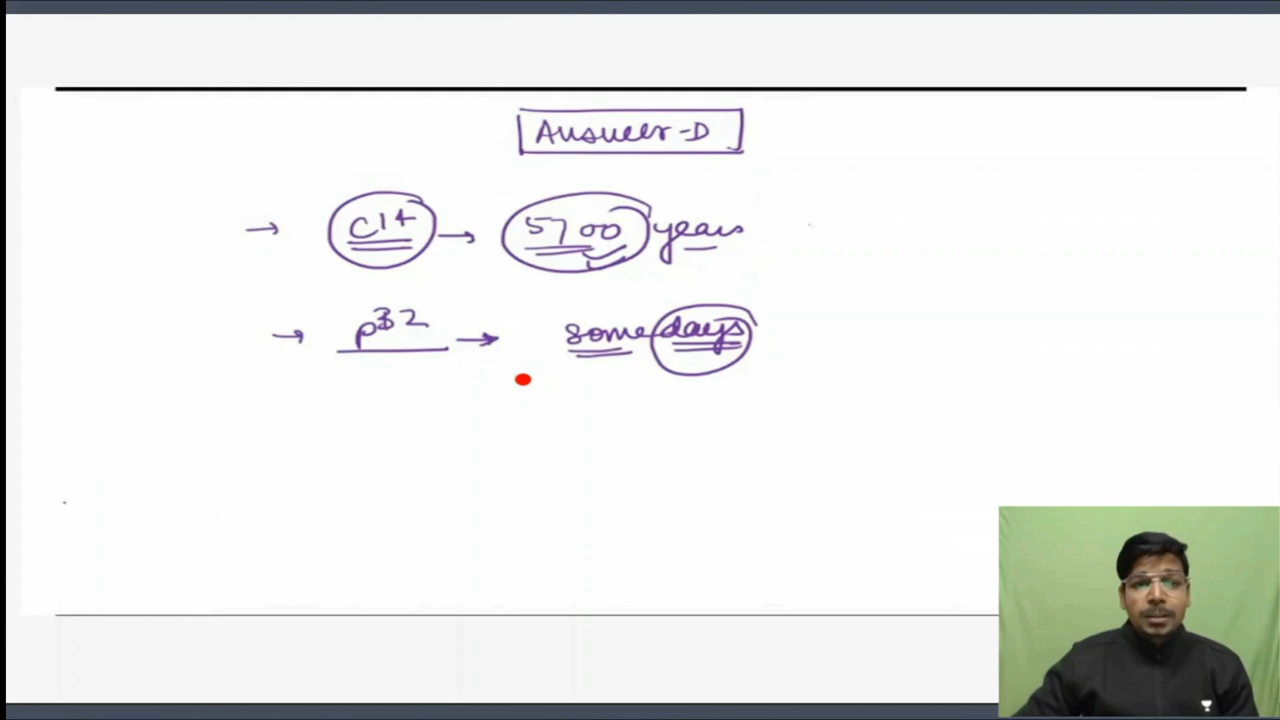 Answer-D
→ C14 → 5700 years
→ P32 → some days